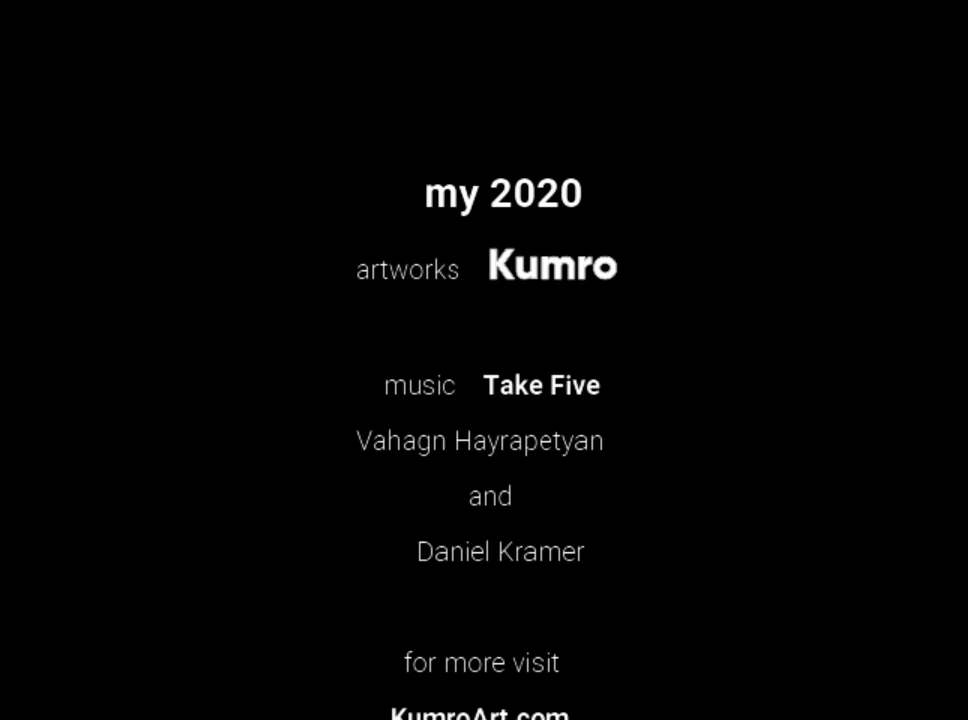 my 2020
artworks Kumro
music Take Five
Vahagn Hayrapetyan
and
Daniel Kramer
for more visit
KumroArt.com